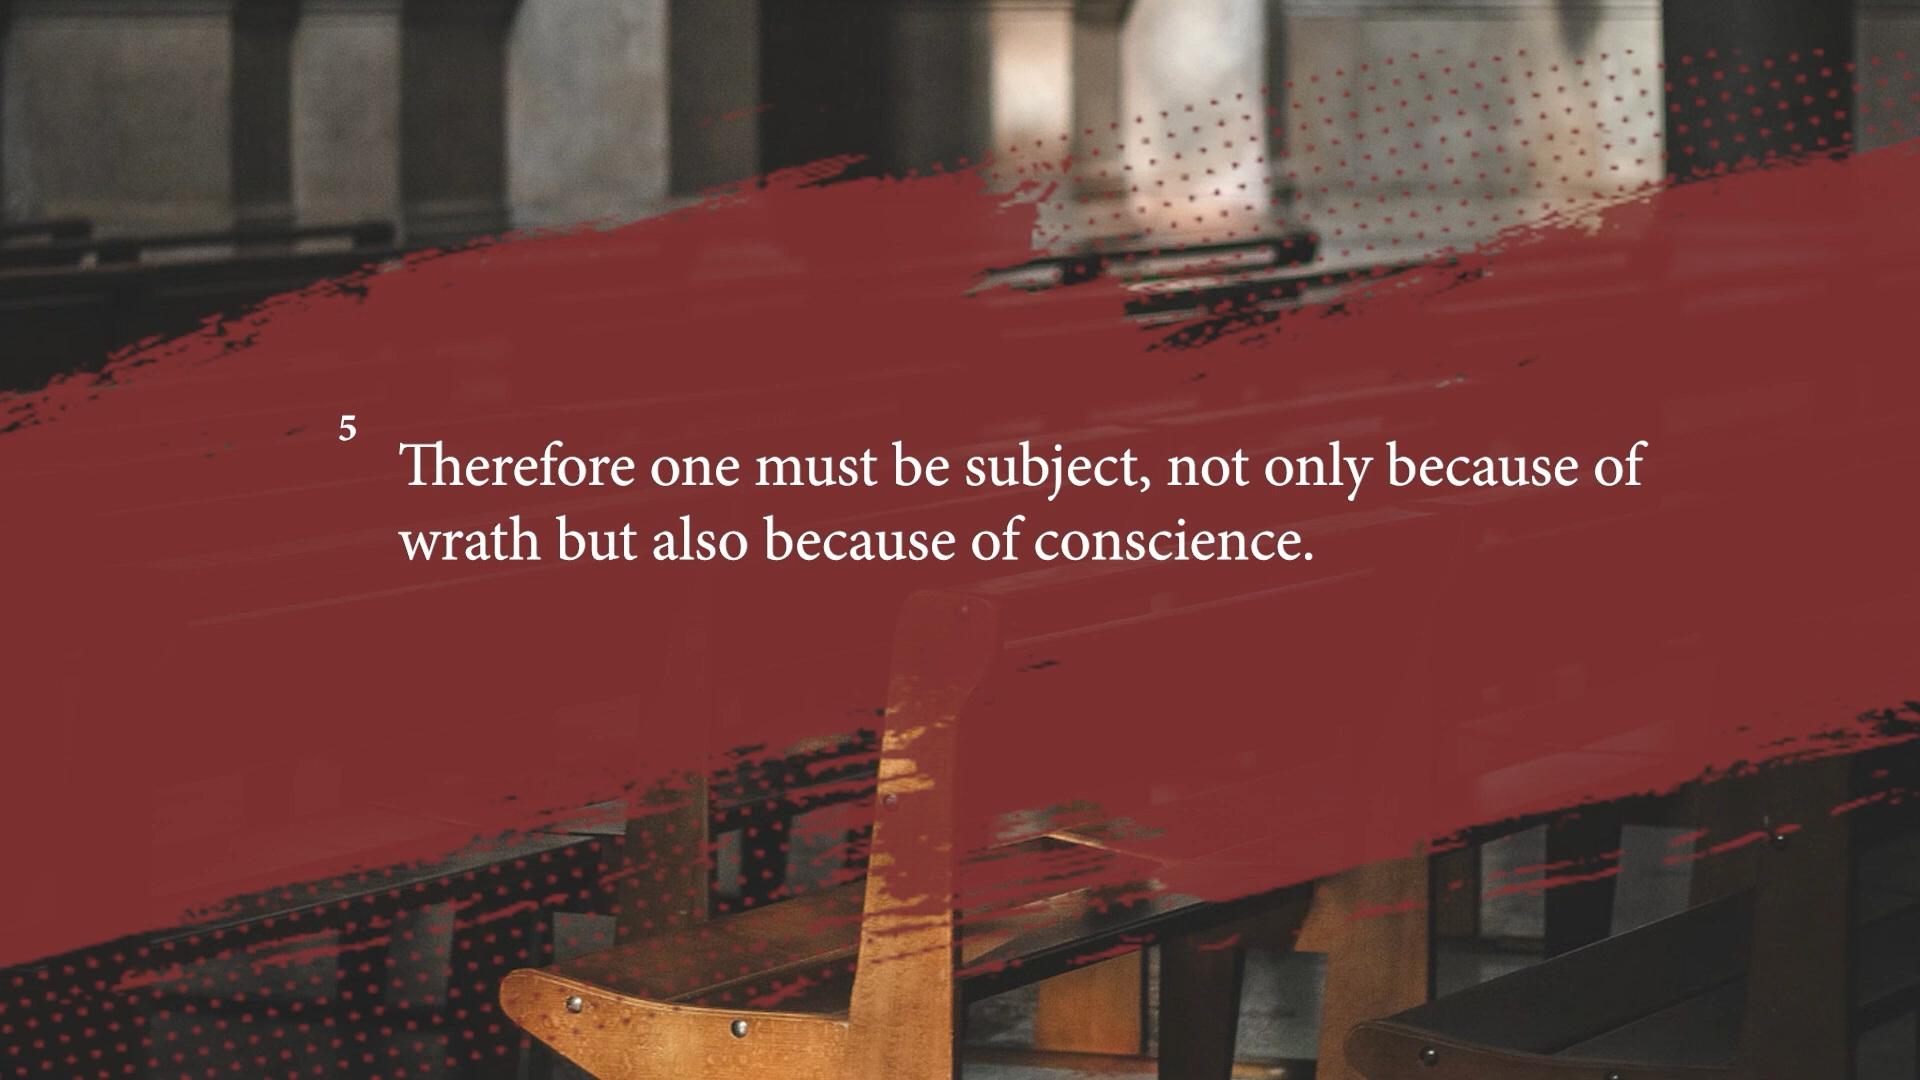 5 Therefore one must be subject, not only because of
wrath but also because of conscience.